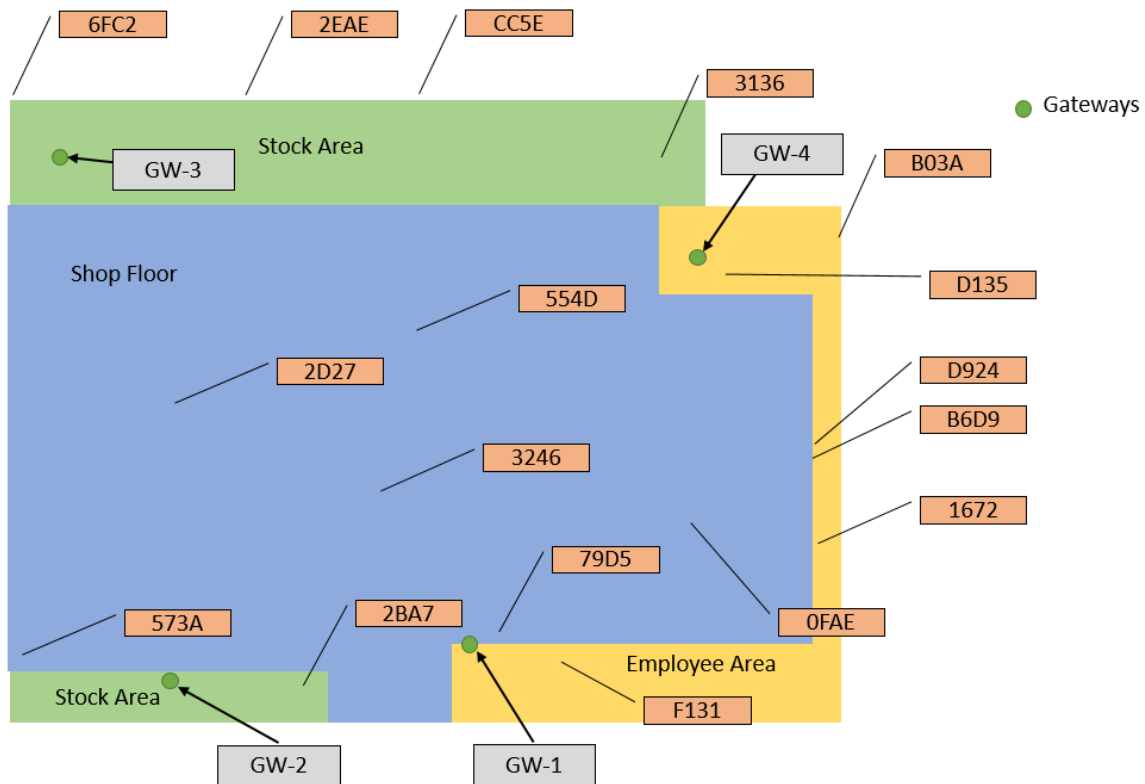 6FC2
2EAE
CC5E
3136
Gateways
Stock Area
GW-3
GW-4
B03A
Shop Floor
D135
554D
2D27
D924
B6D9
3246
1672
79D5
573A
2BA7
0FAE
Employee Area
Stock Area
F131
GW-2
GW-1